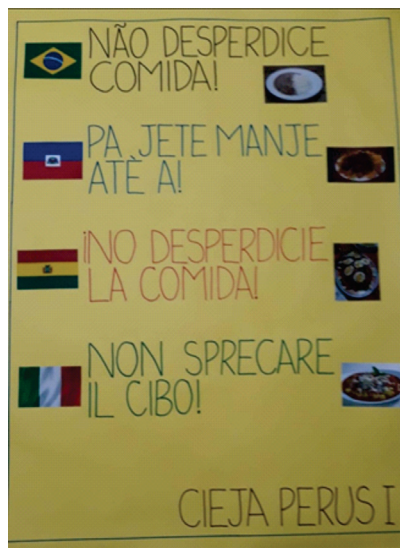 NÃO DESPERDICE
COMIDA!
PA JETE MANJE
ATÈ A!
¡NO DESPERDICIE
LA COMIDA!
NON SPRECARE
IL CIBO!
CIEJA PERUS I